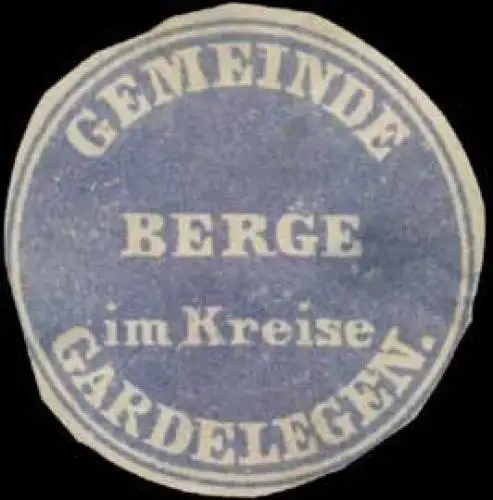 GEMEINDE
BERGE
im Kreise
GARDELEGEN.